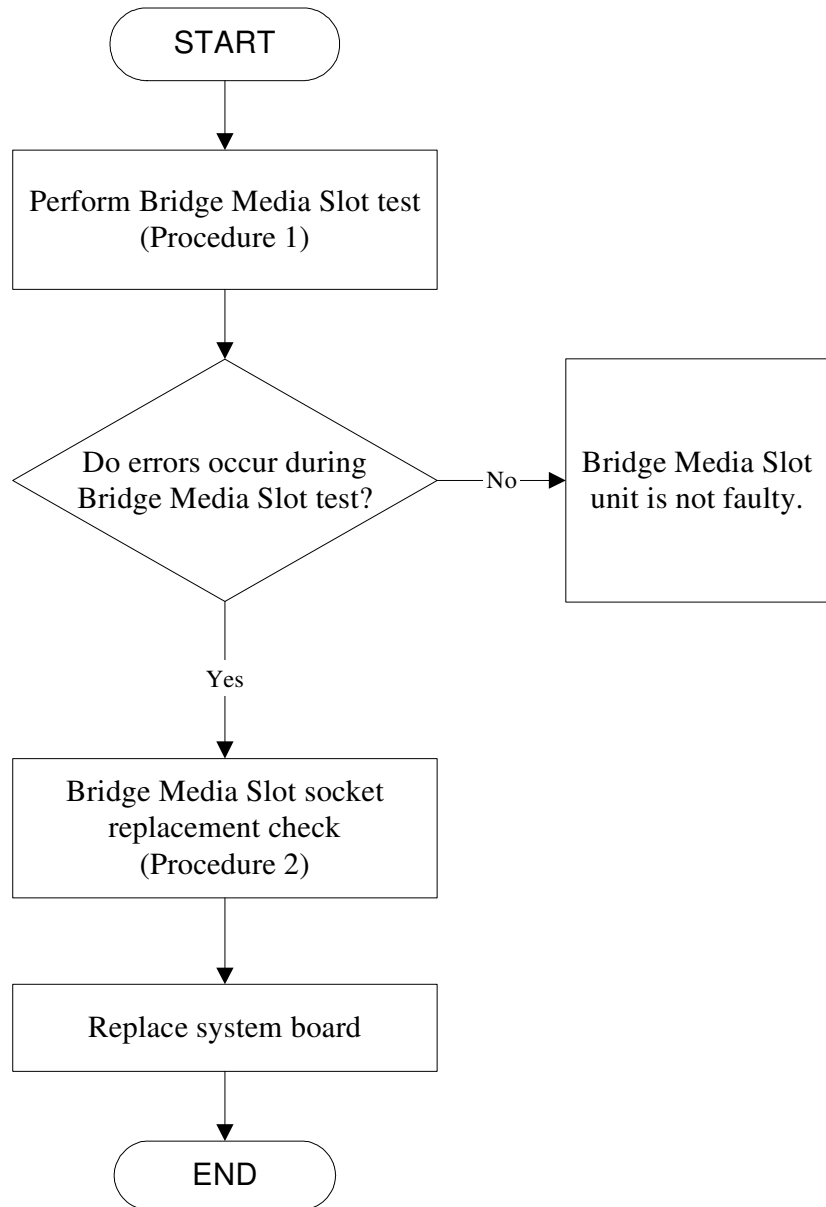 START
Perform Bridge Media Slot test
(Procedure 1)
Do errors occur during
Bridge Media Slot test?
No
Bridge Media Slot
unit is not faulty.
Yes
Bridge Media Slot socket
replacement check
(Procedure 2)
Replace system board
END